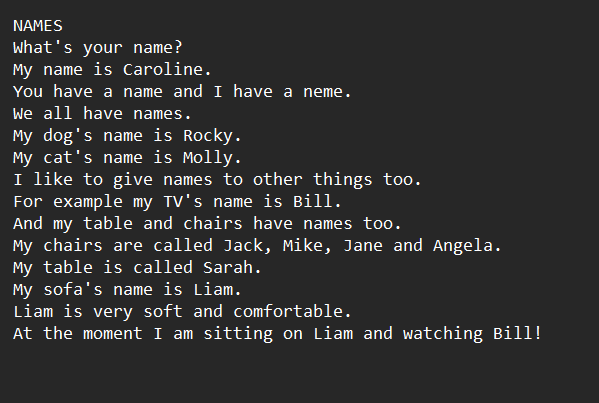 NAMES
What's your name?
My name is Caroline.
You have a name and I have a neme.
We all have names.
My dog's name is Rocky.
My cat's name is Molly.
I like to give names to other things too.
For example my TV's name is Bill.
And my table and chairs have names too.
My chairs are called Jack, Mike, Jane and Angela.
My table is called Sarah.
My sofa's name is Liam.
Liam is very soft and comfortable.
At the moment I am sitting on Liam and watching Bill!